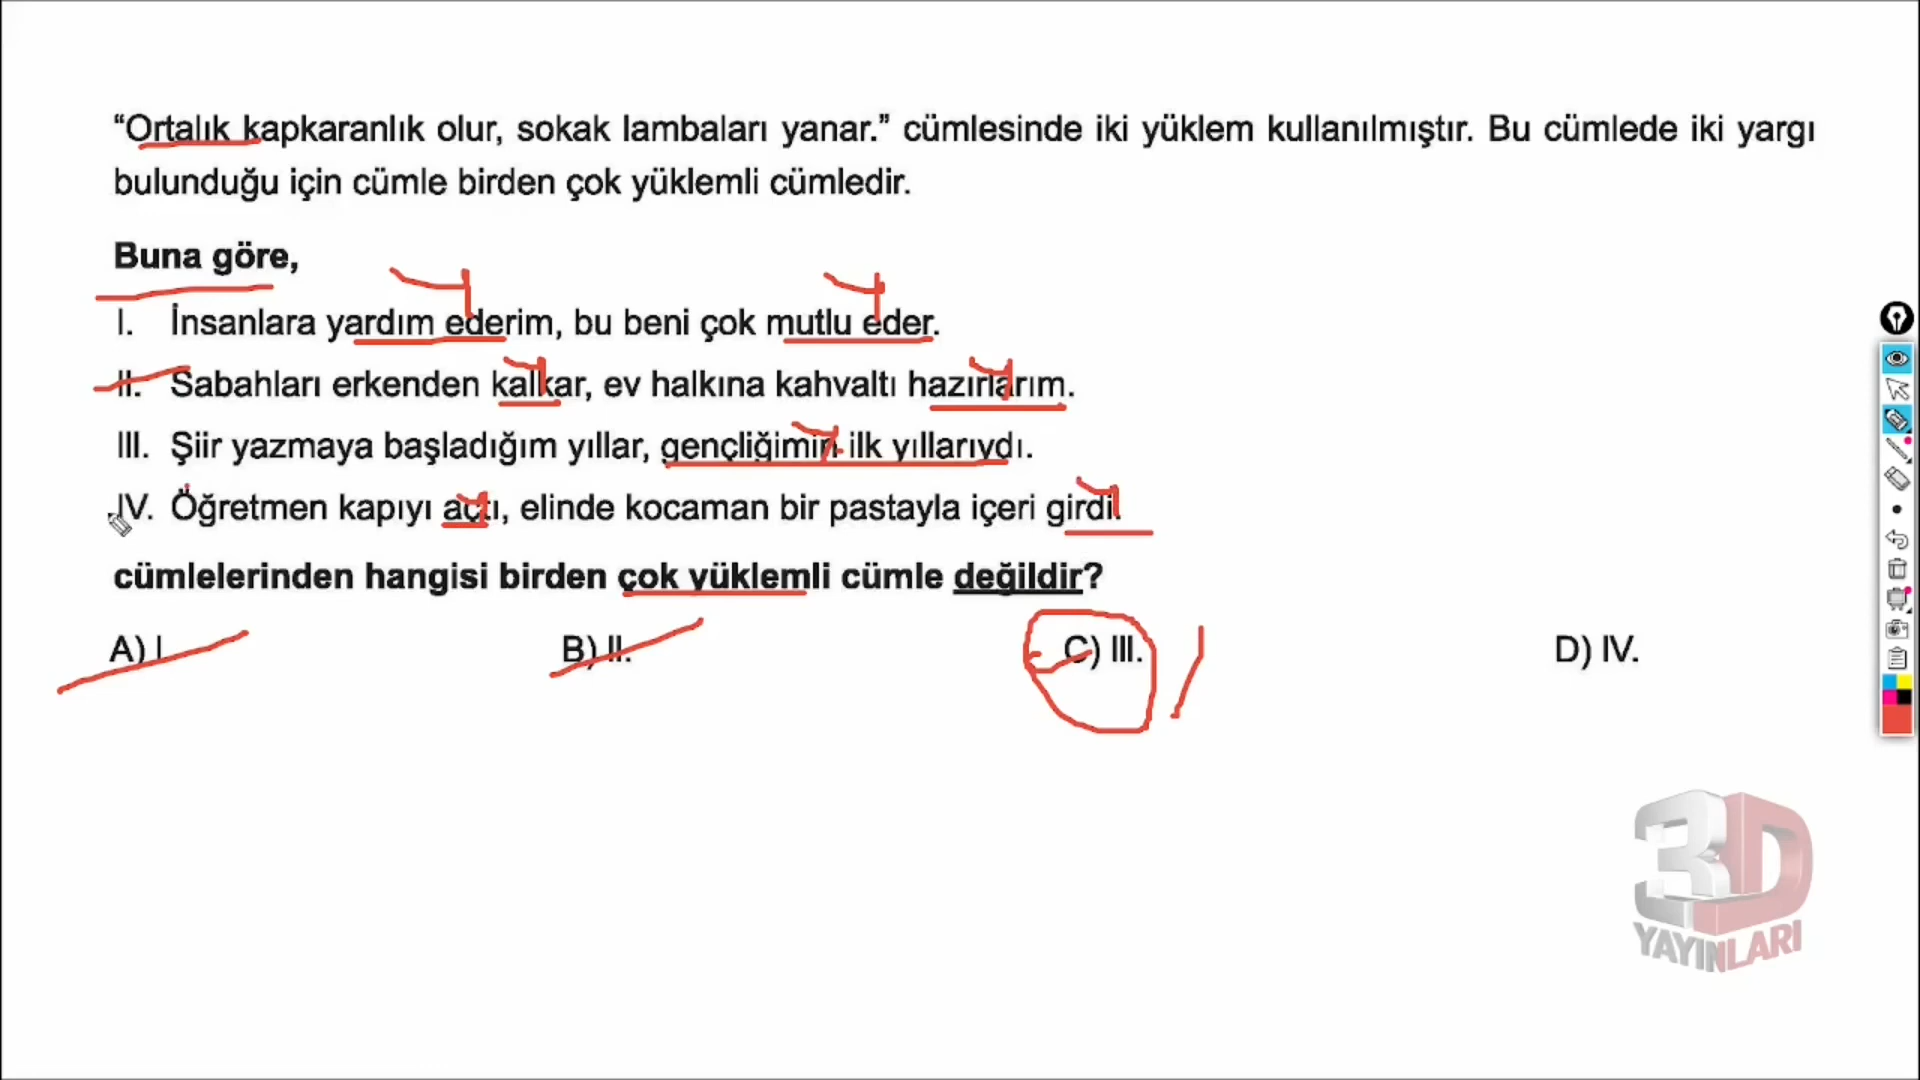 “Ortalık kapkaranlık olur, sokak lambaları yanar.” cümlesinde iki yüklem kullanılmıştır. Bu cümlede iki yargı
bulunduğu için cümle birden çok yüklemli cümledir.
Buna göre,
I. İnsanlara yardım ederim, bu beni çok mutlu eder.
II. Sabahları erkenden kalkar, ev halkına kahvaltı hazırlarım.
III. Şiir yazmaya başladığım yıllar, gençliğimin ilk yıllarıydı.
IV. Öğretmen kapıyı açtı, elinde kocaman bir pastayla içeri girdi.
cümlelerinden hangisi birden çok yüklemli cümle değildir?
A) I. B) II. C) III. D) IV.
3D
YAYINLARI